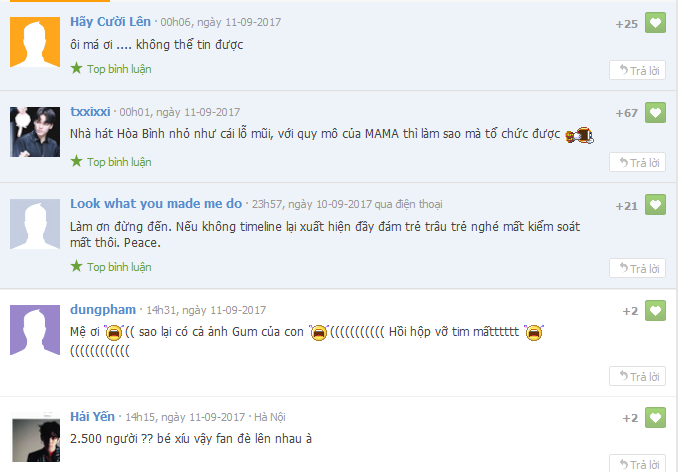 Hãy Cười Lên · 00h06, ngày 11-09-2017
+25
ôi má ơi .... không thể tin được
Top bình luận
Trả lời
txxixxi · 00h01, ngày 11-09-2017
+67
Nhà hát Hòa Bình nhỏ như cái lỗ mũi, với quy mô của MAMA thì làm sao mà tổ chức được
Top bình luận
Trả lời
Look what you made me do · 23h57, ngày 10-09-2017 qua điện thoại
+21
Làm ơn đừng đến. Nếu không timeline lại xuất hiện đầy đám trẻ trâu trẻ nghé mất kiểm soát
mất thôi. Peace.
Top bình luận
Trả lời
dungpham · 14h31, ngày 11-09-2017
+2
Mẹ ơi (( sao lại có cả ảnh Gum của con ((((((((((( Hồi hộp vỡ tim mấtttttt
((((((((((((
Trả lời
Hải Yến · 14h15, ngày 11-09-2017 · Hà Nội
+2
2.500 người ?? bé xíu vậy fan đè lên nhau à
Trả lời